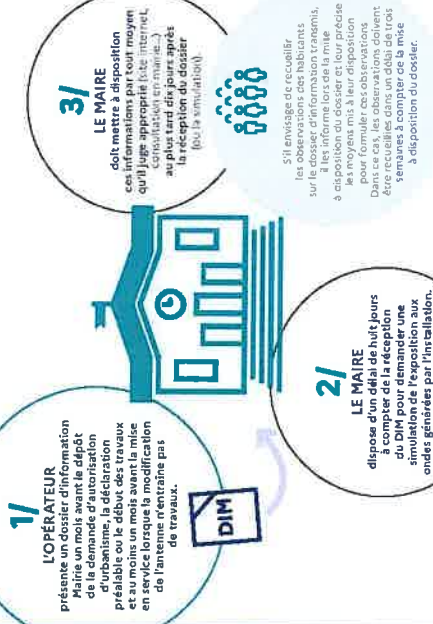 1/
L'OPÉRATEUR
présente un dossier d'information
Mairie un mois avant le dépôt
de la demande d'autorisation
d'urbanisme, la déclaration
préalable ou le début des travaux
et au moins un mois avant la mise
en service lorsque la modification
de l'antenne n'entraîne pas
de travaux.
DIM
2/
LE MAIRE
dispose d'un délai de huit jours
à compter de la réception
du DIM pour demander une
simulation de l'exposition aux
ondes générées par l'installation.
3/
LE MAIRE
doit mettre à disposition
ces informations par tout moyen
qu'il juge approprié (site internet,
consultation en mairie...)
au plus tard dix jours après
la réception du dossier
(ou la simulation).
S'il envisage de recueillir
les observations des habitants
sur le dossier d'information transmis,
il les informe lors de la mise
à disposition du dossier et leur précise
les moyens mis à leur disposition
pour formuler ces observations
Dans ce cas, les observations doivent
être recueillies dans un délai de trois
semaines à compter de la mise
à disposition du dossier.